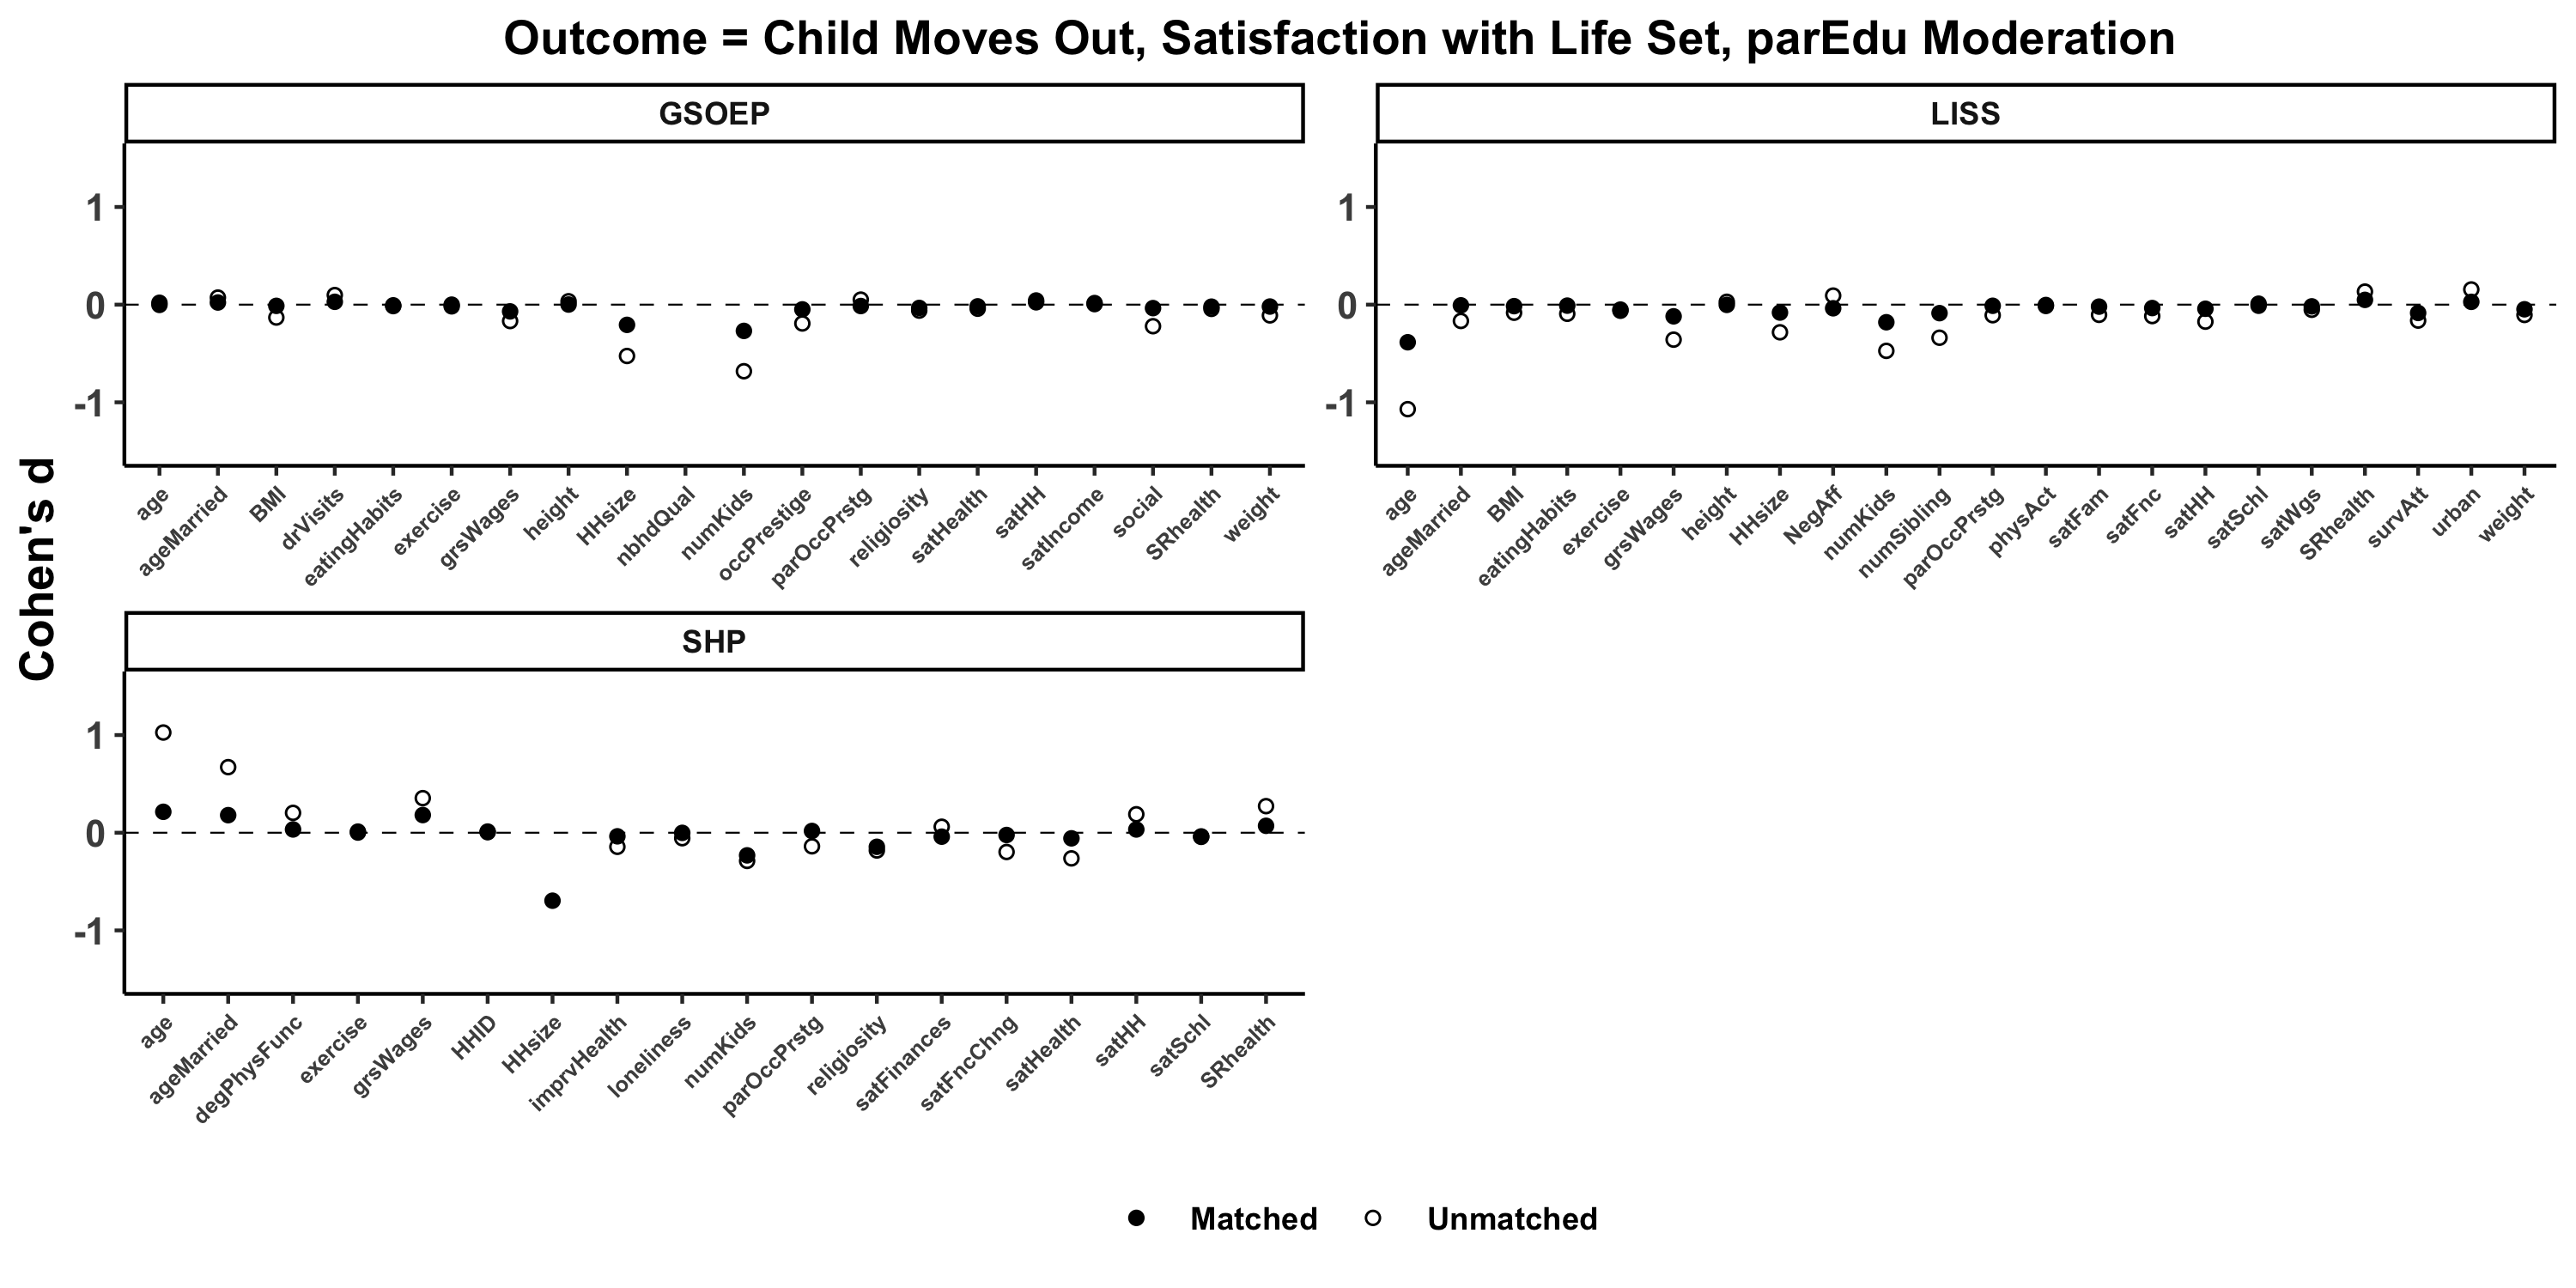 Outcome = Child Moves Out, Satisfaction with Life Set, parEdu Moderation
Cohen's d
GSOEP
1
0
-1
age
ageMarried
BMI
drVisits
eatingHabits
exercise
grsWages
height
HHsize
nbhdQual
numKids
occPrestige
parOccPrstg
religiosity
satHealth
satHH
satIncome
social
SRhealth
weight
LISS
1
0
-1
age
ageMarried
BMI
eatingHabits
exercise
grsWages
height
HHsize
NegAff
numKids
numSibling
parOccPrstg
physAct
satFam
satFnc
satHH
satSchl
satWgs
SRhealth
survAtt
urban
weight
SHP
1
0
-1
age
ageMarried
degPhysFunc
exercise
grsWages
HHID
HHsize
imprvHealth
loneliness
numKids
parOccPrstg
religiosity
satFinances
satFncChng
satHealth
satHH
satSchl
SRhealth
Matched
Unmatched